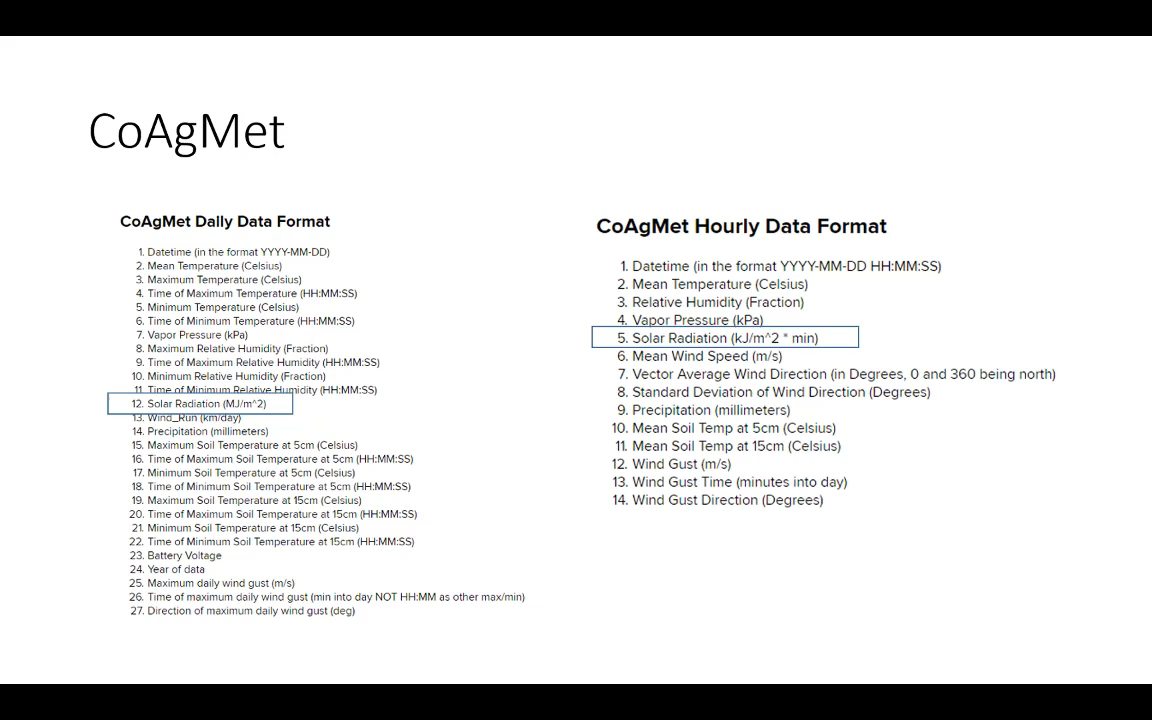 CoAgMet
CoAgMet Daily Data Format
1. Datetime (in the format YYYY-MM-DD)
2. Mean Temperature (Celsius)
3. Maximum Temperature (Celsius)
4. Time of Maximum Temperature (HH:MM:SS)
5. Minimum Temperature (Celsius)
6. Time of Minimum Temperature (HH:MM:SS)
7. Vapor Pressure (kPa)
8. Maximum Relative Humidity (Fraction)
9. Time of Maximum Relative Humidity (HH:MM:SS)
10. Minimum Relative Humidity (Fraction)
11. Time of Minimum Relative Humidity (HH:MM:SS)
12. Solar Radiation (MJ/m^2)
13. Wind_Run (km/day)
14. Precipitation (millimeters)
15. Maximum Soil Temperature at 5cm (Celsius)
16. Time of Maximum Soil Temperature at 5cm (HH:MM:SS)
17. Minimum Soil Temperature at 5cm (Celsius)
18. Time of Minimum Soil Temperature at 5cm (HH:MM:SS)
19. Maximum Soil Temperature at 15cm (Celsius)
20. Time of Maximum Soil Temperature at 15cm (HH:MM:SS)
21. Minimum Soil Temperature at 15cm (Celsius)
22. Time of Minimum Soil Temperature at 15cm (HH:MM:SS)
23. Battery Voltage
24. Year of data
25. Maximum daily wind gust (m/s)
26. Time of maximum daily wind gust (min into day NOT HH:MM as other max/min)
27. Direction of maximum daily wind gust (deg)
CoAgMet Hourly Data Format
1. Datetime (in the format YYYY-MM-DD HH:MM:SS)
2. Mean Temperature (Celsius)
3. Relative Humidity (Fraction)
4. Vapor Pressure (kPa)
5. Solar Radiation (kJ/m^2 * min)
6. Mean Wind Speed (m/s)
7. Vector Average Wind Direction (in Degrees, 0 and 360 being north)
8. Standard Deviation of Wind Direction (Degrees)
9. Precipitation (millimeters)
10. Mean Soil Temp at 5cm (Celsius)
11. Mean Soil Temp at 15cm (Celsius)
12. Wind Gust (m/s)
13. Wind Gust Time (minutes into day)
14. Wind Gust Direction (Degrees)